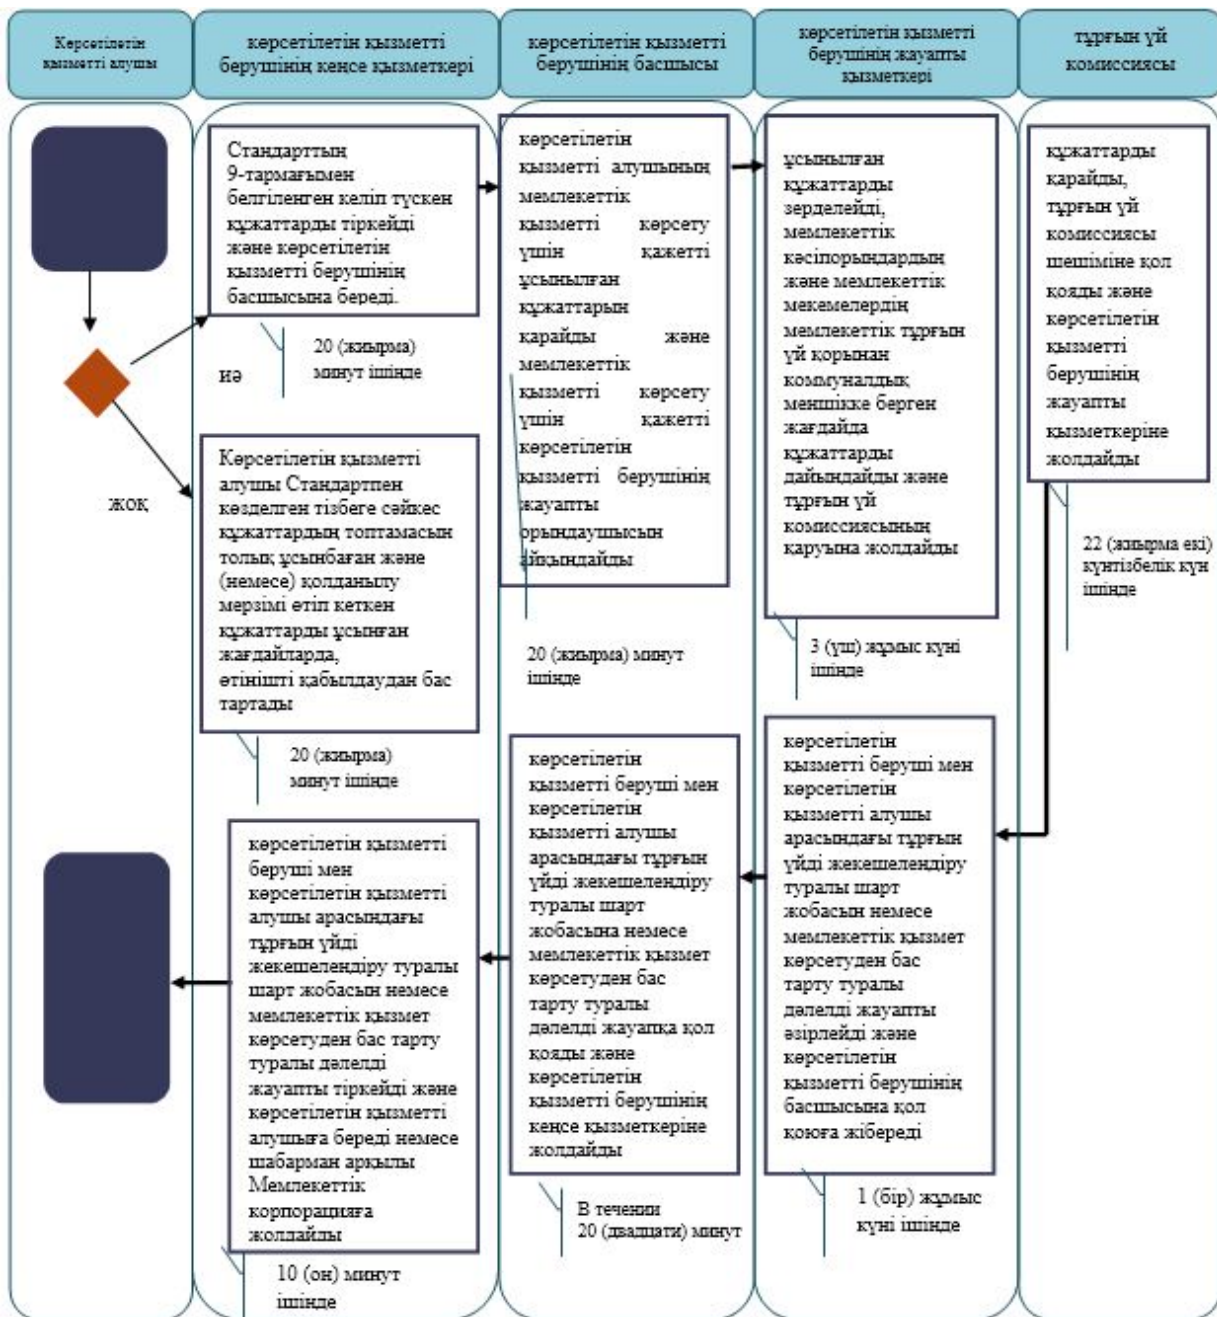 Көрсетілетін
қызметті алушы
көрсетілетін қызметті
берушінің кеңсе қызметкері
көрсетілетін қызметті
берушінің басшысы
көрсетілетін қызметті
берушінің жауапты
қызметкері
тұрғын үй
комиссиясы
Стандарттың
9-тармағымен
белгіленген келіп түскен
құжаттарды тіркейді
және көрсетілетін
қызметті берушінің
басшысына береді.
20 (жиырма)
минут ішінде
иә
жоқ
Көрсетілетін қызметті
алушы Стандартпен
көзделген тізбеге сәйкес
құжаттардың топтамасын
толық ұсынбаған және
(немесе) қолданылу
мерзімі өтіп кеткен
құжаттарды ұсынған
жағдайларда,
өтінішті қабылдаудан бас
тартады
20 (жиырма)
минут ішінде
көрсетілетін
қызметті алушының
мемлекеттік
қызметті көрсету
үшін қажетті
ұсынылған
құжаттарын
қарайды және
мемлекеттік
қызметті көрсету
үшін қажетті
көрсетілетін
қызметті берушінің
жауапты
орындаушысын
айқындайды
20 (жиырма) минут
ішінде
ұсынылған
құжаттарды
зерделейді,
мемлекеттік
кәсіпорындардың
және мемлекеттік
мекемелердің
мемлекеттік тұрғын
үй қорынан
коммуналдық
меншікке берген
жағдайда
құжаттарды
дайындайды және
тұрғын үй
комиссиясының
қаруына жолдайды
3 (үш) жұмыс күні
ішінде
құжаттарды
қарайды,
тұрғын үй
комиссиясы
шешіміне қол
қояды және
көрсетілетін
қызметті
берушінің
жауапты
қызметкеріне
жолдайды
22 (жиырма екі)
күнтізбелік күн
ішінде
көрсетілетін
қызметті беруші мен
көрсетілетін
қызметті алушы
арасындағы тұрғын
үйді жекешелендіру
туралы шарт
жобасын немесе
мемлекеттік қызмет
көрсетуден бас
тарту туралы
дәлелді жауапты
әзірлейді және
көрсетілетін
қызметті берушінің
басшысына қол
қоюға жібереді
1 (бір) жұмыс
күні ішінде
көрсетілетін
қызметті беруші мен
көрсетілетін
қызметті алушы
арасындағы тұрғын
үйді жекешелендіру
туралы шарт
жобасына немесе
мемлекеттік қызмет
көрсетуден бас
тарту туралы
дәлелді жауапқа қол
қояды және
көрсетілетін
қызметті берушінің
кеңсе қызметкеріне
жолдайды
В течении
20 (двадцати) минут
көрсетілетін қызметті
беруші мен
көрсетілетін қызметті
алушы арасындағы
тұрғын үйді
жекешелендіру туралы
шарт жобасын немесе
мемлекеттік қызмет
көрсетуден бас тарту
туралы дәлелді
жауапты тіркейді және
көрсетілетін қызметті
алушыға береді немесе
шабарман арқылы
Мемлекеттік
корпорацияға
жолдайды
10 (он) минут
ішінде